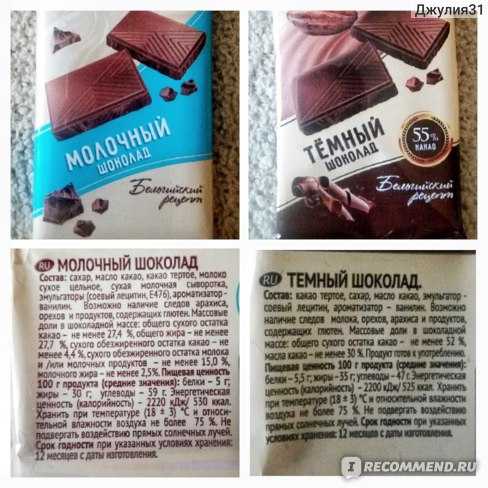 Джулия31
МОЛОЧНЫЙ
ШОКОЛАД
Бельгийский
рецепт
ТЁМНЫЙ
ШОКОЛАД
55%
КАКАО
Бельгийский
рецепт
RU МОЛОЧНЫЙ ШОКОЛАД
Состав: сахар, масло какао, какао тертое, молоко
сухое цельное, сухая молочная сыворотка,
эмульгаторы (соевый лецитин, Е476), ароматизатор-
ванилин. Возможно наличие следов арахиса,
орехов и продуктов, содержащих глютен. Массовые
доли в шоколадной массе: общего сухого остатка
какао – не менее 27,4 %, общего жира – не менее
27,7 %, сухого обезжиренного остатка какао – не
менее 4,4 %, сухого обезжиренного остатка молока
и /или молочных продуктов – не менее 15,0 %,
молочного жира – не менее 2,5%. Пищевая ценность
100 г продукта (средние значения): белки – 5 г;
жиры – 30 г; углеводы – 59 г. Энергетическая
ценность (калорийность) – 2220 кДж/ 530 ккал.
Хранить при температуре (18 ± 3) °С и относительной
влажности воздуха не более 75 %. Не
подвергать воздействию прямых солнечных лучей.
Срок годности при указанных условиях хранения:
12 месяцев с даты изготовления.
RU ТЕМНЫЙ ШОКОЛАД.
Состав: какао тертое, сахар, масло какао, эмульгатор -
соевый лецитин, ароматизатор – ванилин. Возможно
наличие следов молока, орехов, арахиса и продуктов,
содержащих глютен. Массовые доли в шоколадной
массе: общего сухого остатка какао – не менее 52 %,
масла какао – не менее 30 %. Продукт готов к употреблению.
Пищевая ценность 100 г продукта (средние значения):
белки – 5,5 г; жиры – 35 г; углеводы – 47 г. Энергетическая
ценность (калорийность) – 2200 кДж/ 525 ккал. Хранить
при температуре (18 ± 3) °С и относительной влажности
воздуха не более 75 %. Не подвергать воздействию
прямых солнечных лучей. Срок годности при указанных
условиях хранения:
12 месяцев с даты изготовления.
IRECOMMEND.RU